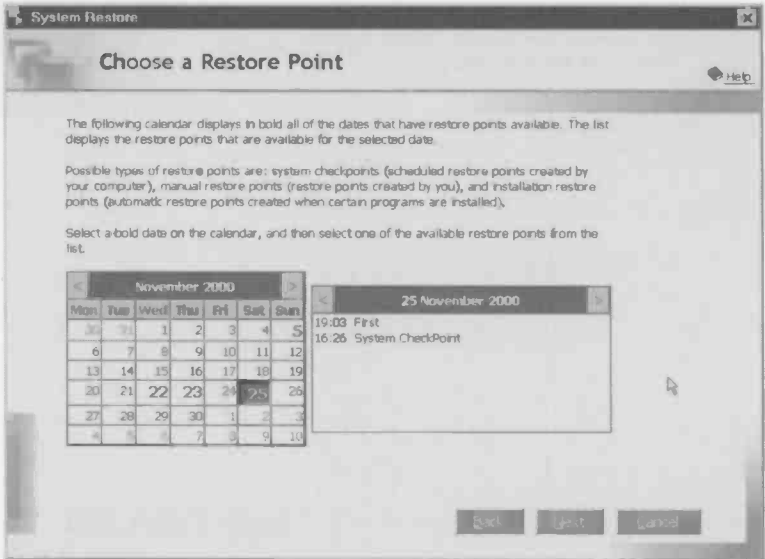 System Restore
Choose a Restore Point
Help
The following calendar displays in bold all of the dates that have restore points available. The list
displays the restore points that are available for the selected date.
Possible types of restore points are: system checkpoints (scheduled restore points created by
your computer), manual restore points (restore points created by you), and installation restore
points (automatic restore points created when certain programs are installed).
Select a bold date on the calendar, and then select one of the available restore points from the
list.
< November 2000 >
Mon Tue Wed Thu Fri Sat Sun
30 31 1 2 3 4 5
6 7 8 9 10 11 12
13 14 15 16 17 18 19
20 21 22 23 24 25 26
27 28 29 30 1 2 3
4 5 6 7 8 9 10
< 25 November 2000 >
19:03 First
16:26 System CheckPoint
Back Next Cancel